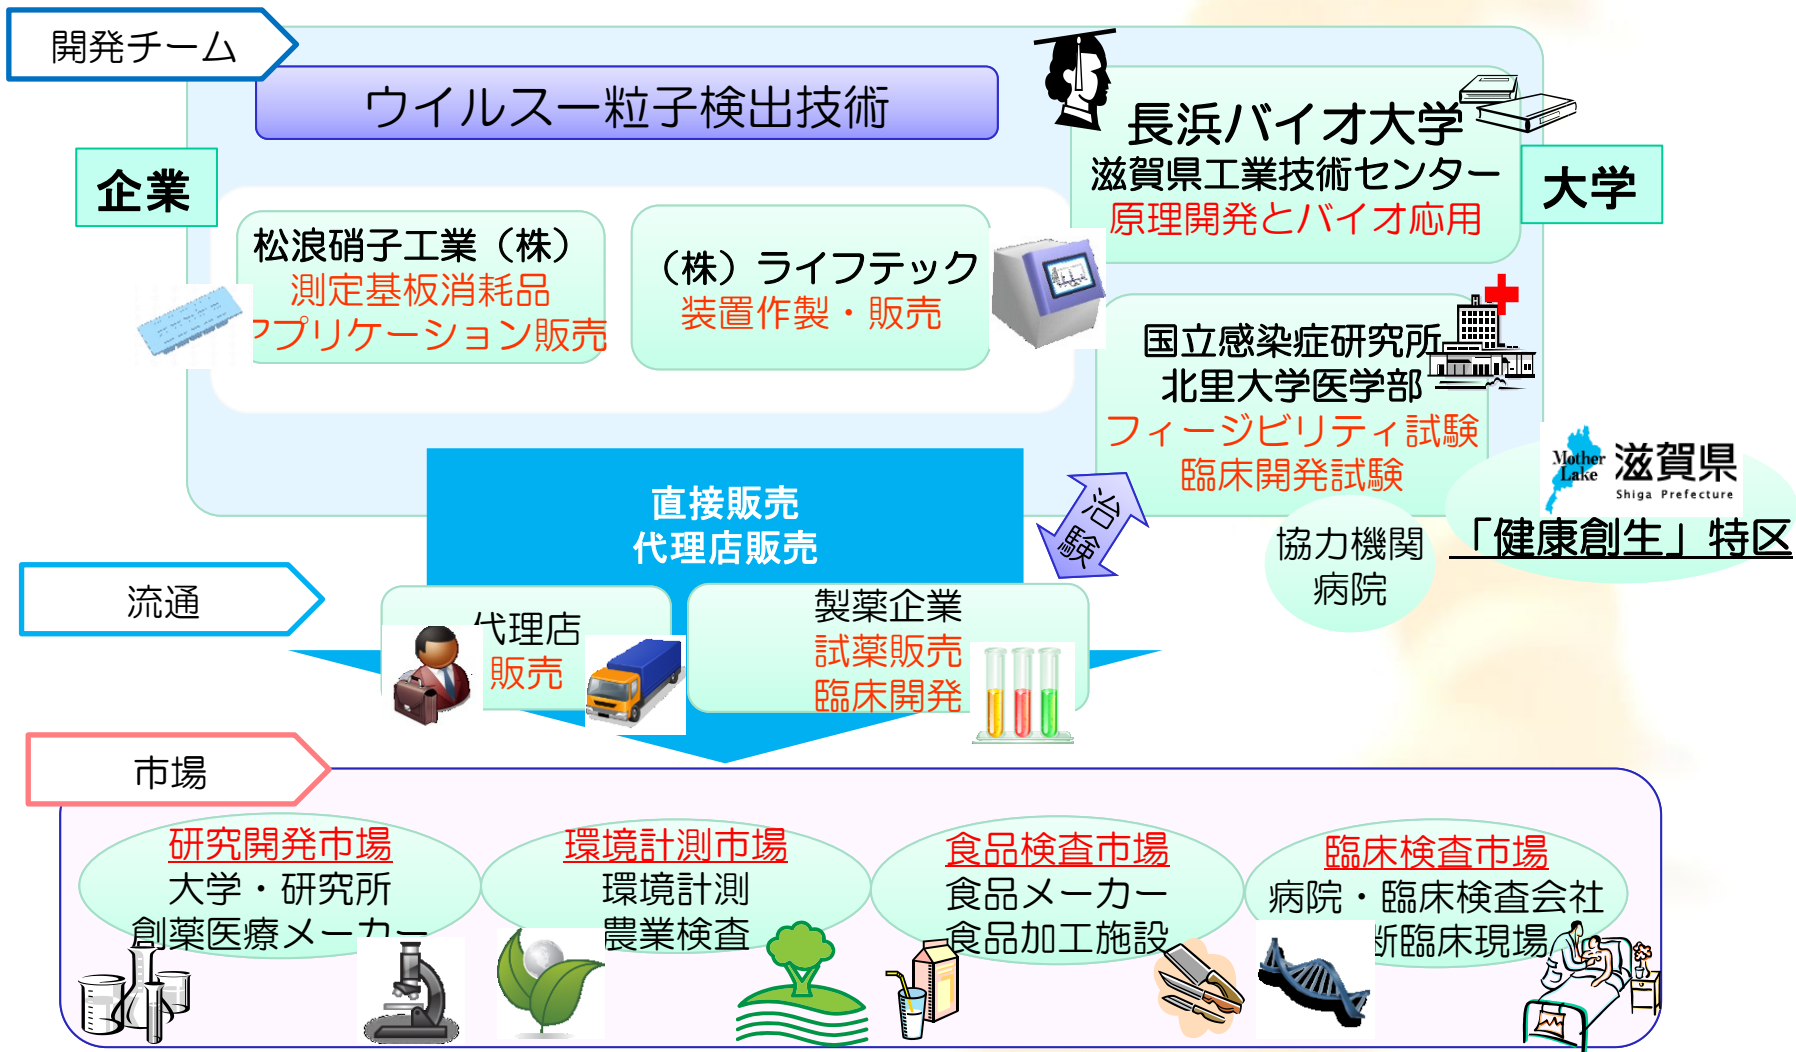 開発チーム
ウイルス一粒子検出技術
企業
松浪硝子工業（株）
測定基板消耗品
アプリケーション販売
（株）ライフテック
装置作製・販売
長浜バイオ大学
滋賀県工業技術センター
原理開発とバイオ応用
大学
国立感染症研究所
北里大学医学部
フィージビリティ試験
臨床開発試験
Mother
Lake
滋賀県
Shiga Prefecture
「健康創生」特区
協力機関
病院
治験
直接販売
代理店販売
流通
代理店
販売
製薬企業
試薬販売
臨床開発
市場
研究開発市場
大学・研究所
創薬医療メーカー
環境計測市場
環境計測
農業検査
食品検査市場
食品メーカー
食品加工施設
臨床検査市場
病院・臨床検査会社
断臨床現場